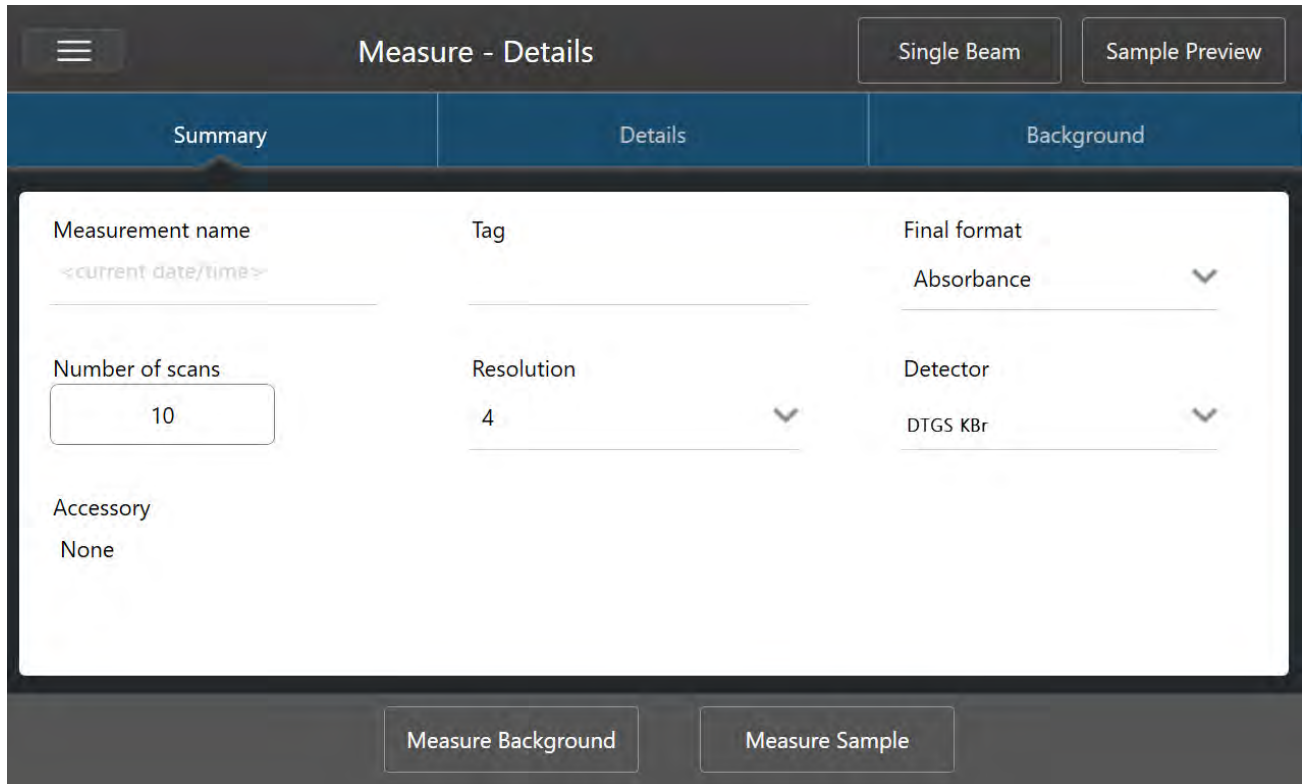 Measure - Details
Single Beam
Sample Preview
Summary
Details
Background
Measurement name
Tag
Final format
<current date/time>
Absorbance
Number of scans
Resolution
Detector
10
4
DTGS KBr
Accessory
None
Measure Background
Measure Sample